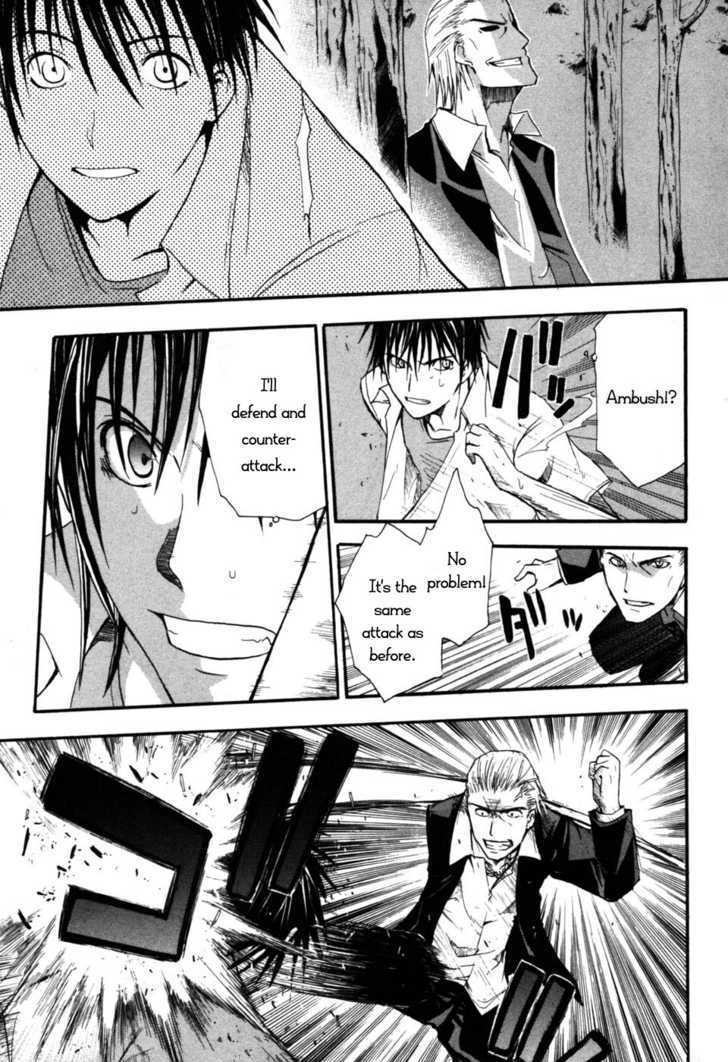 Ambush!?
ババッ
No
problem!
It's the
same
attack as
before.
ダッ
I'll
defend and
counter-
attack...
ゴッ